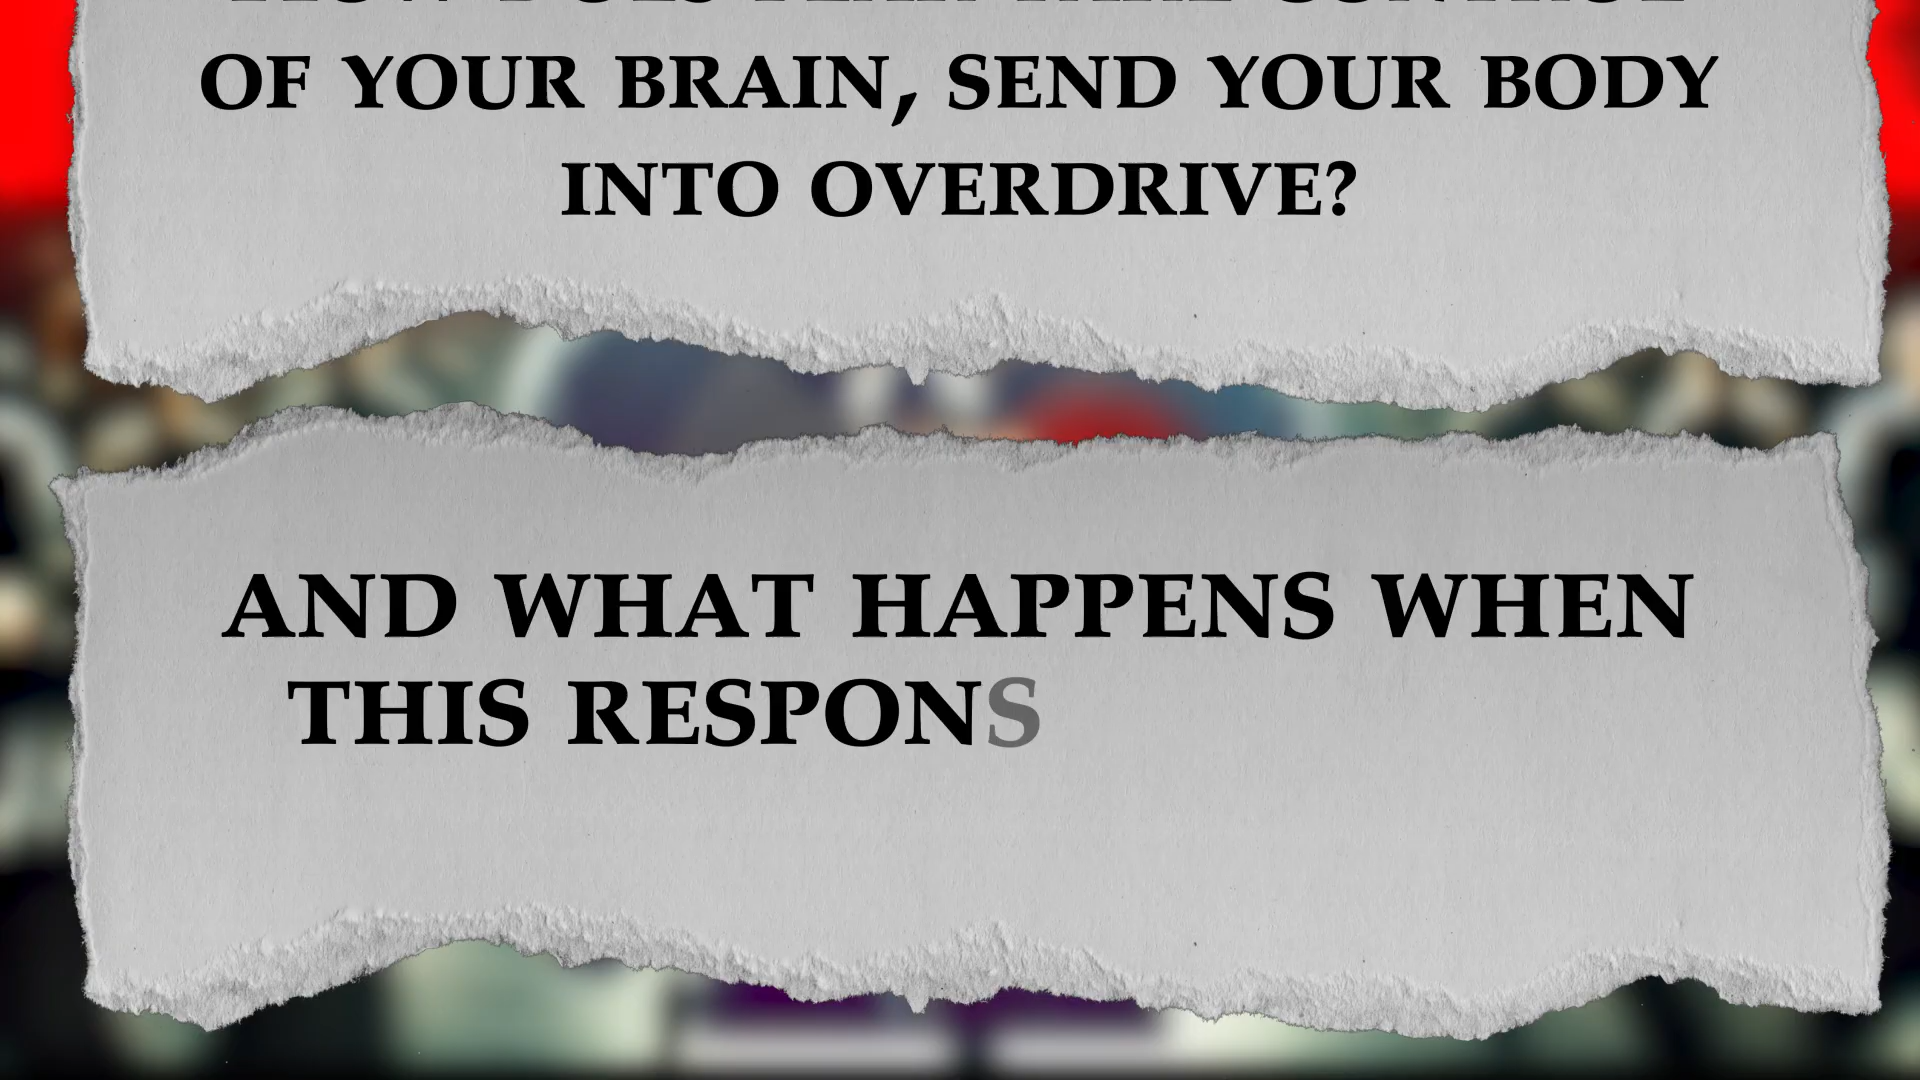 OF YOUR BRAIN, SEND YOUR BODY
INTO OVERDRIVE?
AND WHAT HAPPENS WHEN
THIS RESPONS